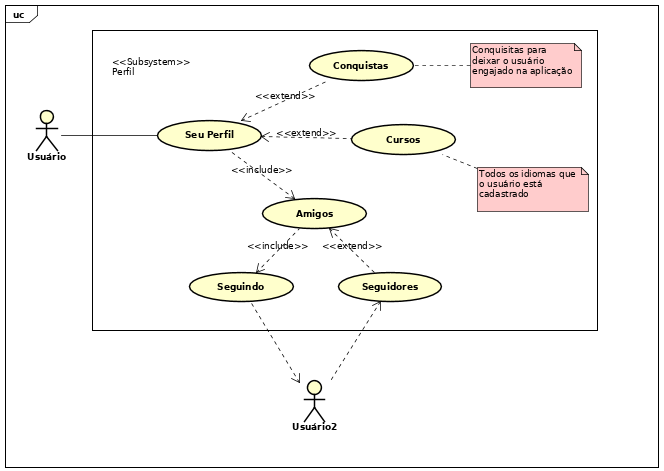 uc
<<Subsystem>>
Perfil
Conquistas
Conquisitas para
deixar o usuário
engajado na aplicação
<<extend>>
Usuário
Seu Perfil
<<extend>>
Cursos
<<include>>
Todos os idiomas que
o usuário está
cadastrado
Amigos
<<include>>
<<extend>>
Seguindo
Seguidores
Usuário2